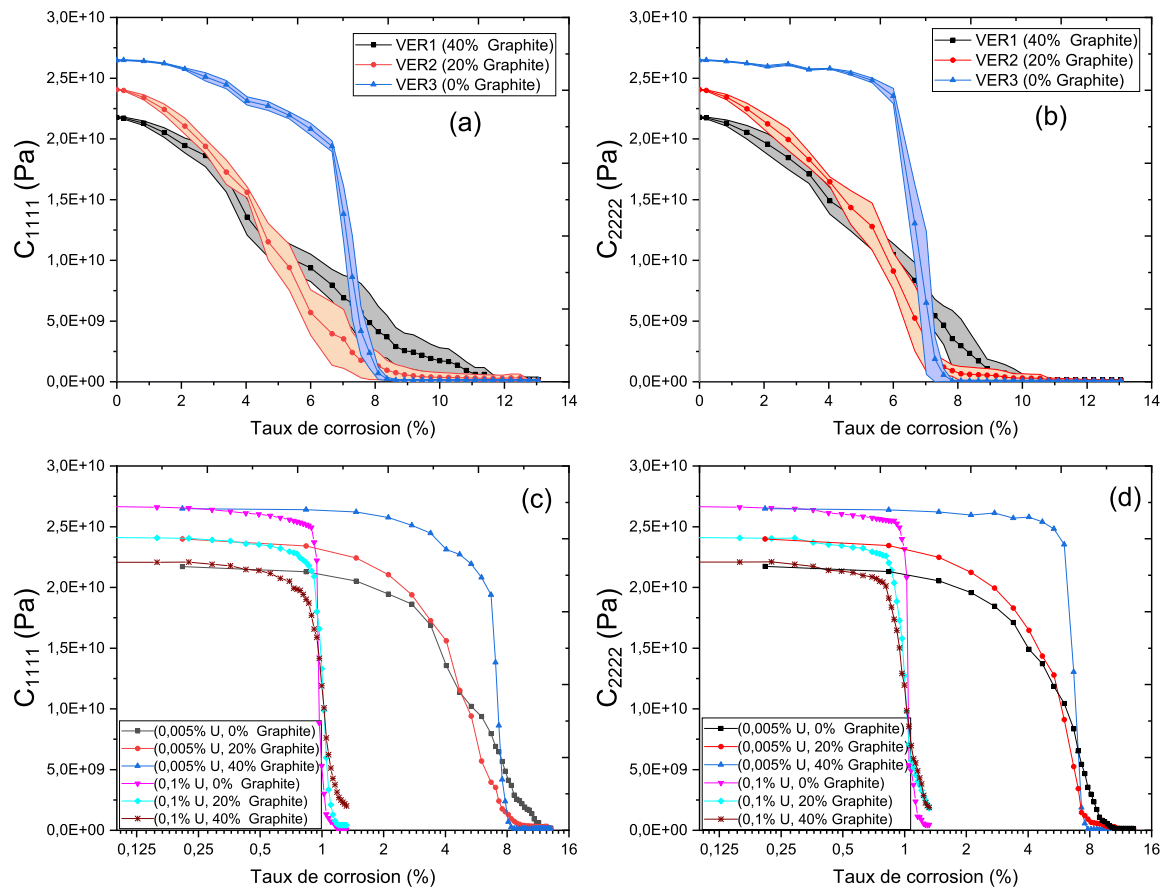 3,0E+10
2,5E+10
2,0E+10
1,5E+10
1,0E+10
5,0E+09
0,0E+00
C1111 (Pa)
VER1 (40% Graphite)
VER2 (20% Graphite)
VER3 (0% Graphite)
(a)
0 2 4 6 8 10 12 14
Taux de corrosion (%)
3,0E+10
2,5E+10
2,0E+10
1,5E+10
1,0E+10
5,0E+09
0,0E+00
C2222 (Pa)
VER1 (40% Graphite)
VER2 (20% Graphite)
VER3 (0% Graphite)
(b)
0 2 4 6 8 10 12 14
Taux de corrosion (%)
3,0E+10
2,5E+10
2,0E+10
1,5E+10
1,0E+10
5,0E+09
0,0E+00
C1111 (Pa)
(c)
(0,005% U, 0% Graphite)
(0,005% U, 20% Graphite)
(0,005% U, 40% Graphite)
(0,1% U, 0% Graphite)
(0,1% U, 20% Graphite)
(0,1% U, 40% Graphite)
0,125 0,5 1 2 4 8 16
Taux de corrosion (%)
3,0E+10
2,5E+10
2,0E+10
1,5E+10
1,0E+10
5,0E+09
0,0E+00
C2222 (Pa)
(d)
(0,005% U, 0% Graphite)
(0,005% U, 20% Graphite)
(0,005% U, 40% Graphite)
(0,1% U, 0% Graphite)
(0,1% U, 20% Graphite)
(0,1% U, 40% Graphite)
0,125 0,5 1 2 4 8 16
Taux de corrosion (%)